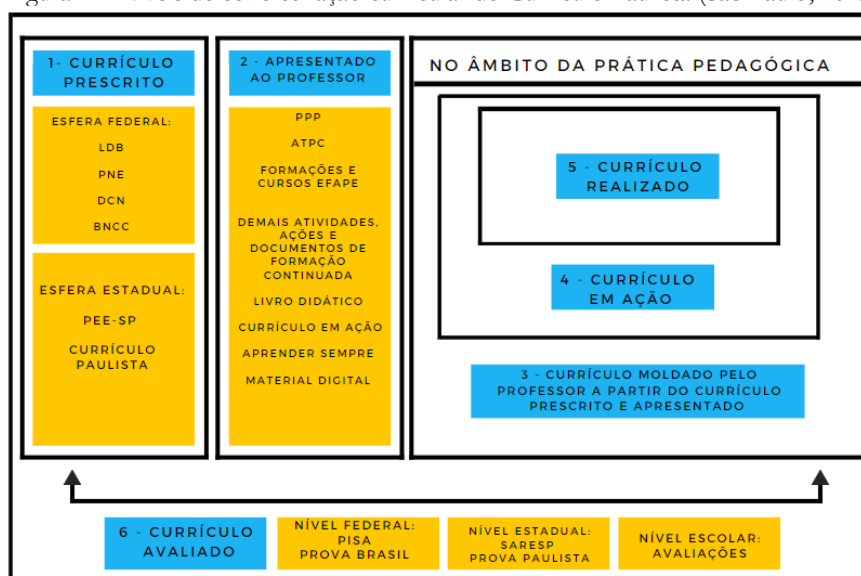 1- CURRÍCULO
PRESCRITO
ESFERA FEDERAL:
LDB
PNE
DCN
BNCC
ESFERA ESTADUAL:
PEE-SP
CURRÍCULO
PAULISTA
2 - APRESENTADO
AO PROFESSOR
PPP
ATPC
FORMAÇÕES E
CURSOS EFAPE
DEMAIS ATIVIDADES,
AÇÕES E
DOCUMENTOS DE
FORMAÇÃO
CONTINUADA
LIVRO DIDÁTICO
CURRÍCULO EM AÇÃO
APRENDER SEMPRE
MATERIAL DIGITAL
NO ÂMBITO DA PRÁTICA PEDAGÓGICA
5 - CURRÍCULO
REALIZADO
4 - CURRÍCULO
EM AÇÃO
3 - CURRÍCULO MOLDADO PELO
PROFESSOR A PARTIR DO CURRÍCULO
PRESCRITO E APRESENTADO
6 - CURRÍCULO
AVALIADO
NÍVEL FEDERAL:
PISA
PROVA BRASIL
NÍVEL ESTADUAL:
SARESP
PROVA PAULISTA
NÍVEL ESCOLAR:
AVALIAÇÕES